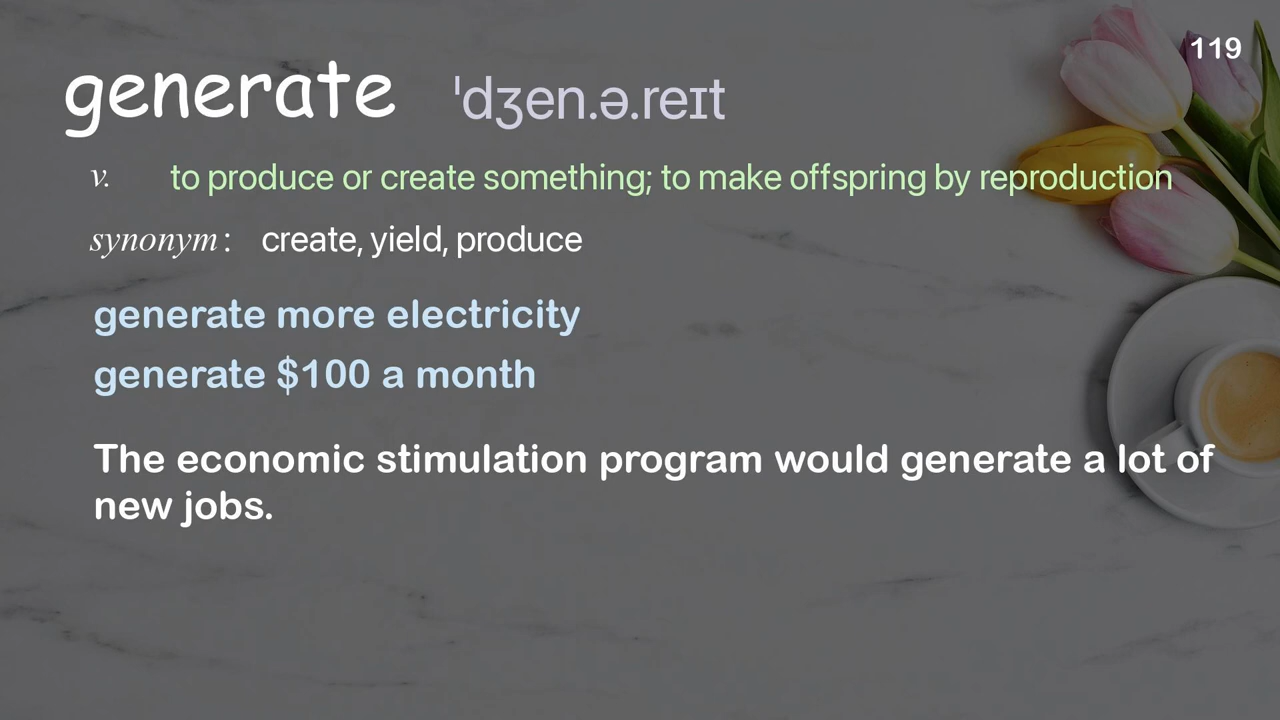 119
generate ˈdʒen.ə.reɪt
v. to produce or create something; to make offspring by reproduction
synonym : create, yield, produce
generate more electricity
generate $100 a month
The economic stimulation program would generate a lot of
new jobs.